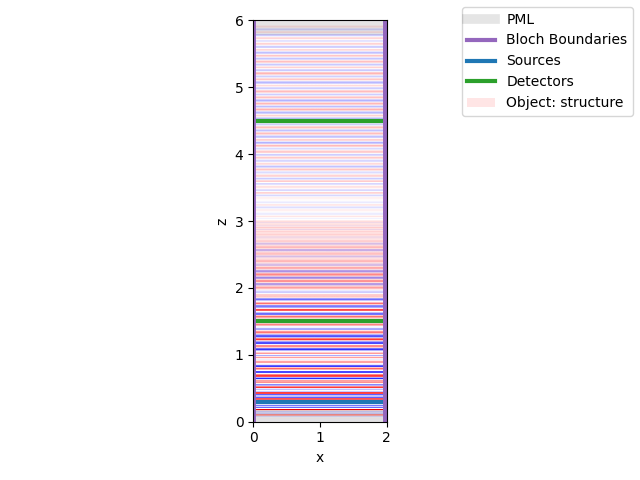 PML
Bloch Boundaries
Sources
Detectors
Object: structure
6
5
4
3
2
1
0
z
0 1 2
x